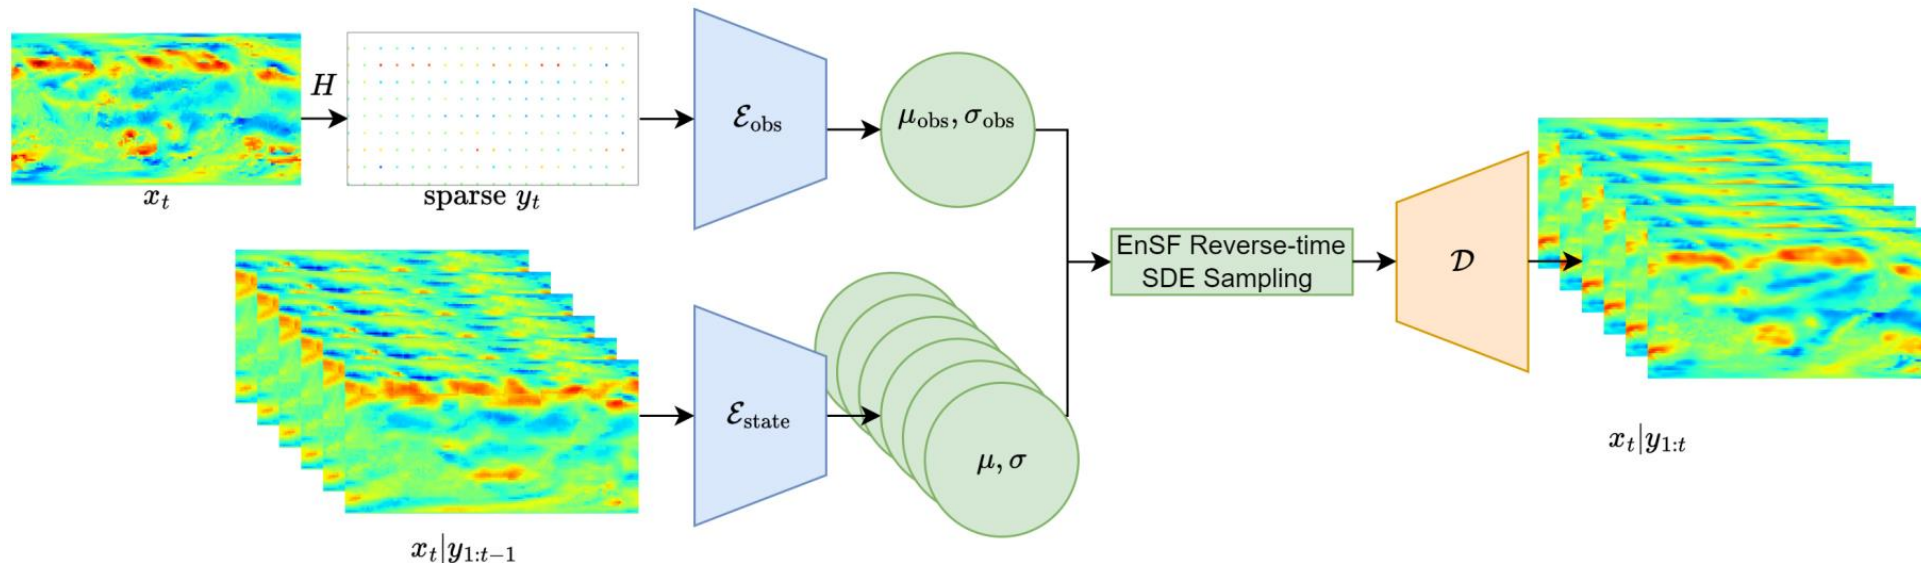 H
x_t
sparse y_t
ℰ_obs
μ_obs, σ_obs
x_t|y_{1:t−1}
ℰ_state
μ, σ
EnSF Reverse-time
SDE Sampling
𝒟
x_t|y_{1:t}